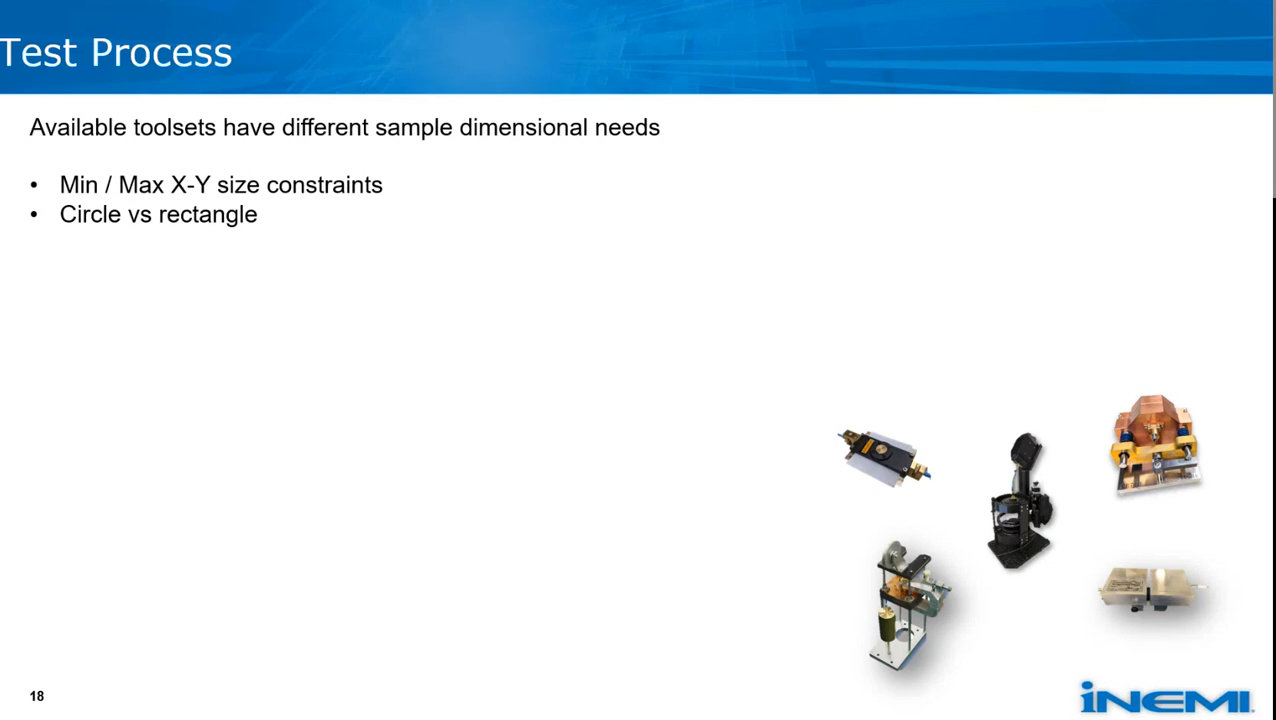 Test Process
Available toolsets have different sample dimensional needs
• Min / Max X-Y size constraints
• Circle vs rectangle
18
iNEMI